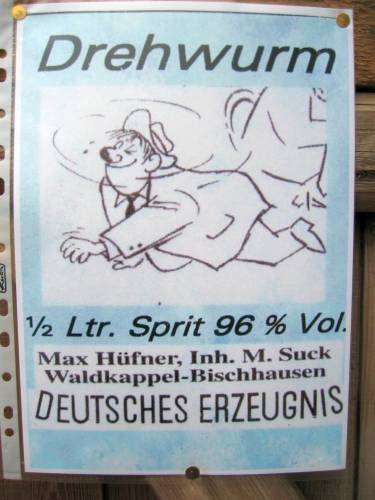 Drehwurm
½ Ltr. Sprit 96 % Vol.
Max Hüfner, Inh. M. Suck
Waldkappel-Bischhausen
DEUTSCHES ERZEUGNIS